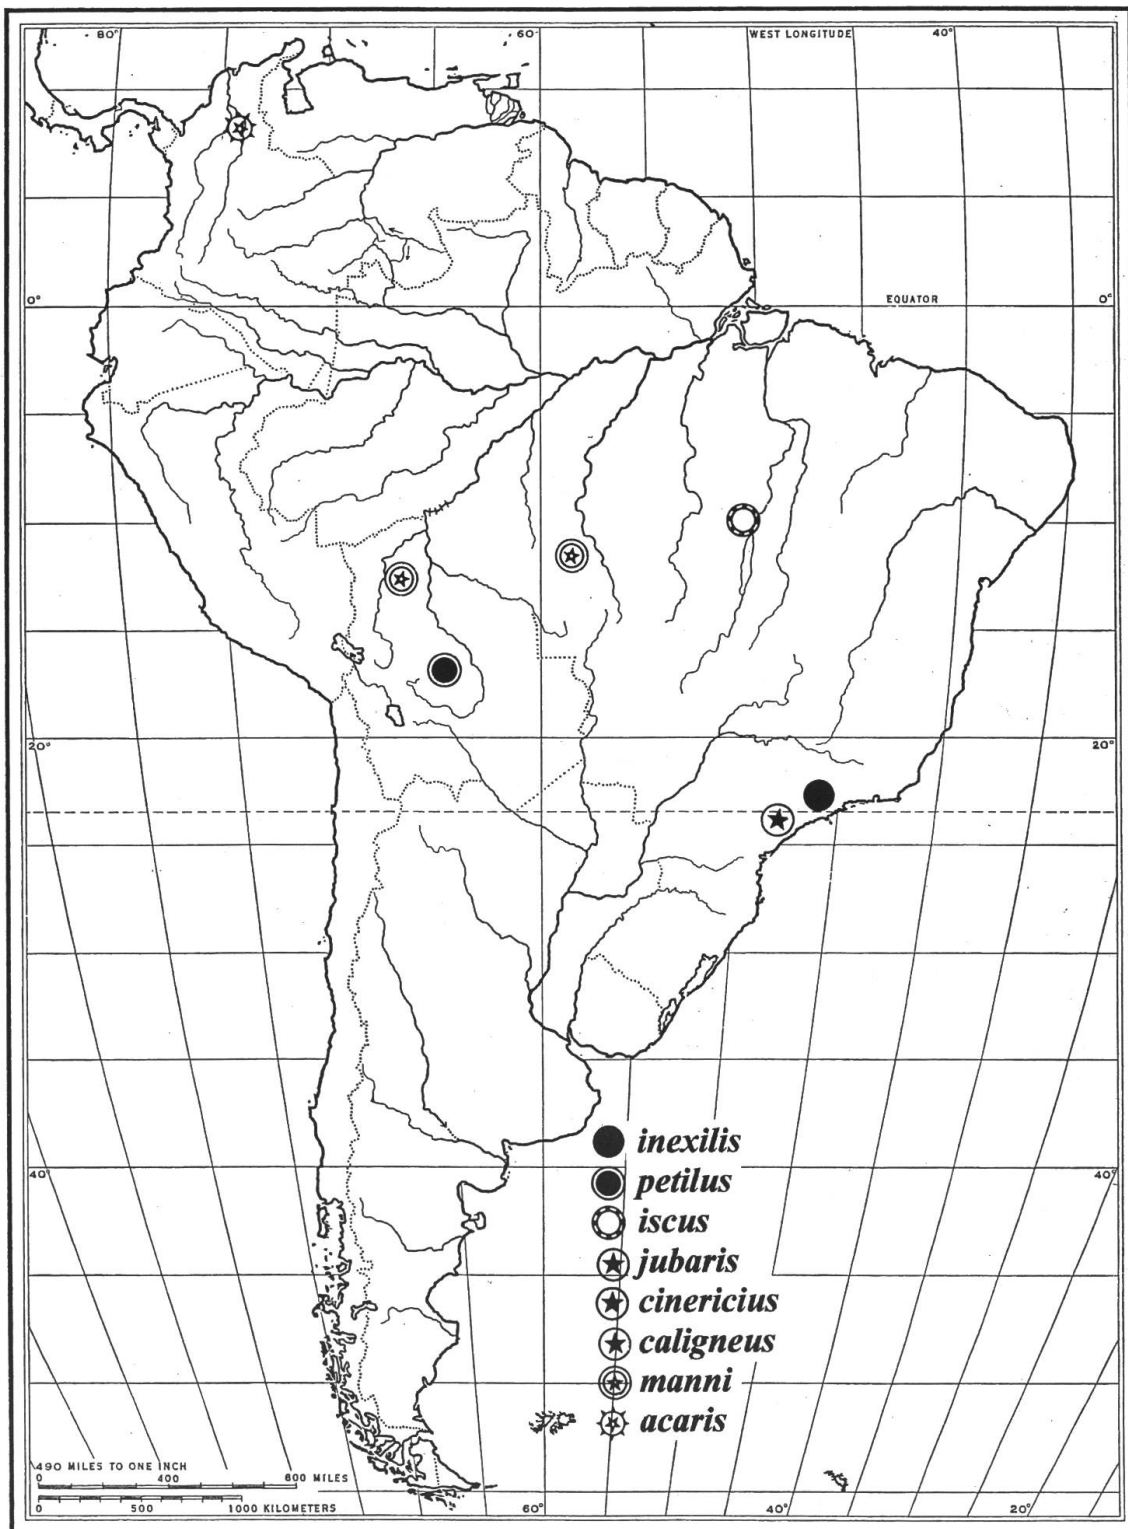 80° 60° WEST LONGITUDE 40°
0° EQUATOR 0°
20° 20°
inexilis
petilus
40° 40°
iscus
jubaris
cinericius
caligneus
manni
acaris
490 MILES TO ONE INCH
0 400 800 MILES
0 500 1000 KILOMETERS
60° 40° 20°